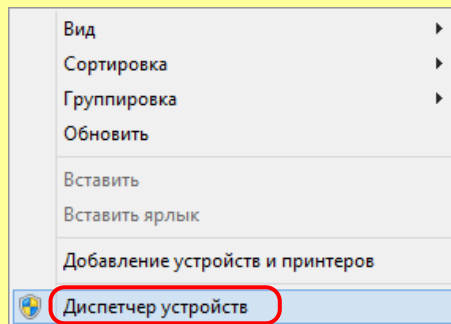 Вид
Сортировка
Группировка
Обновить
Вставить
Вставить ярлык
Добавление устройств и принтеров
Диспетчер устройств